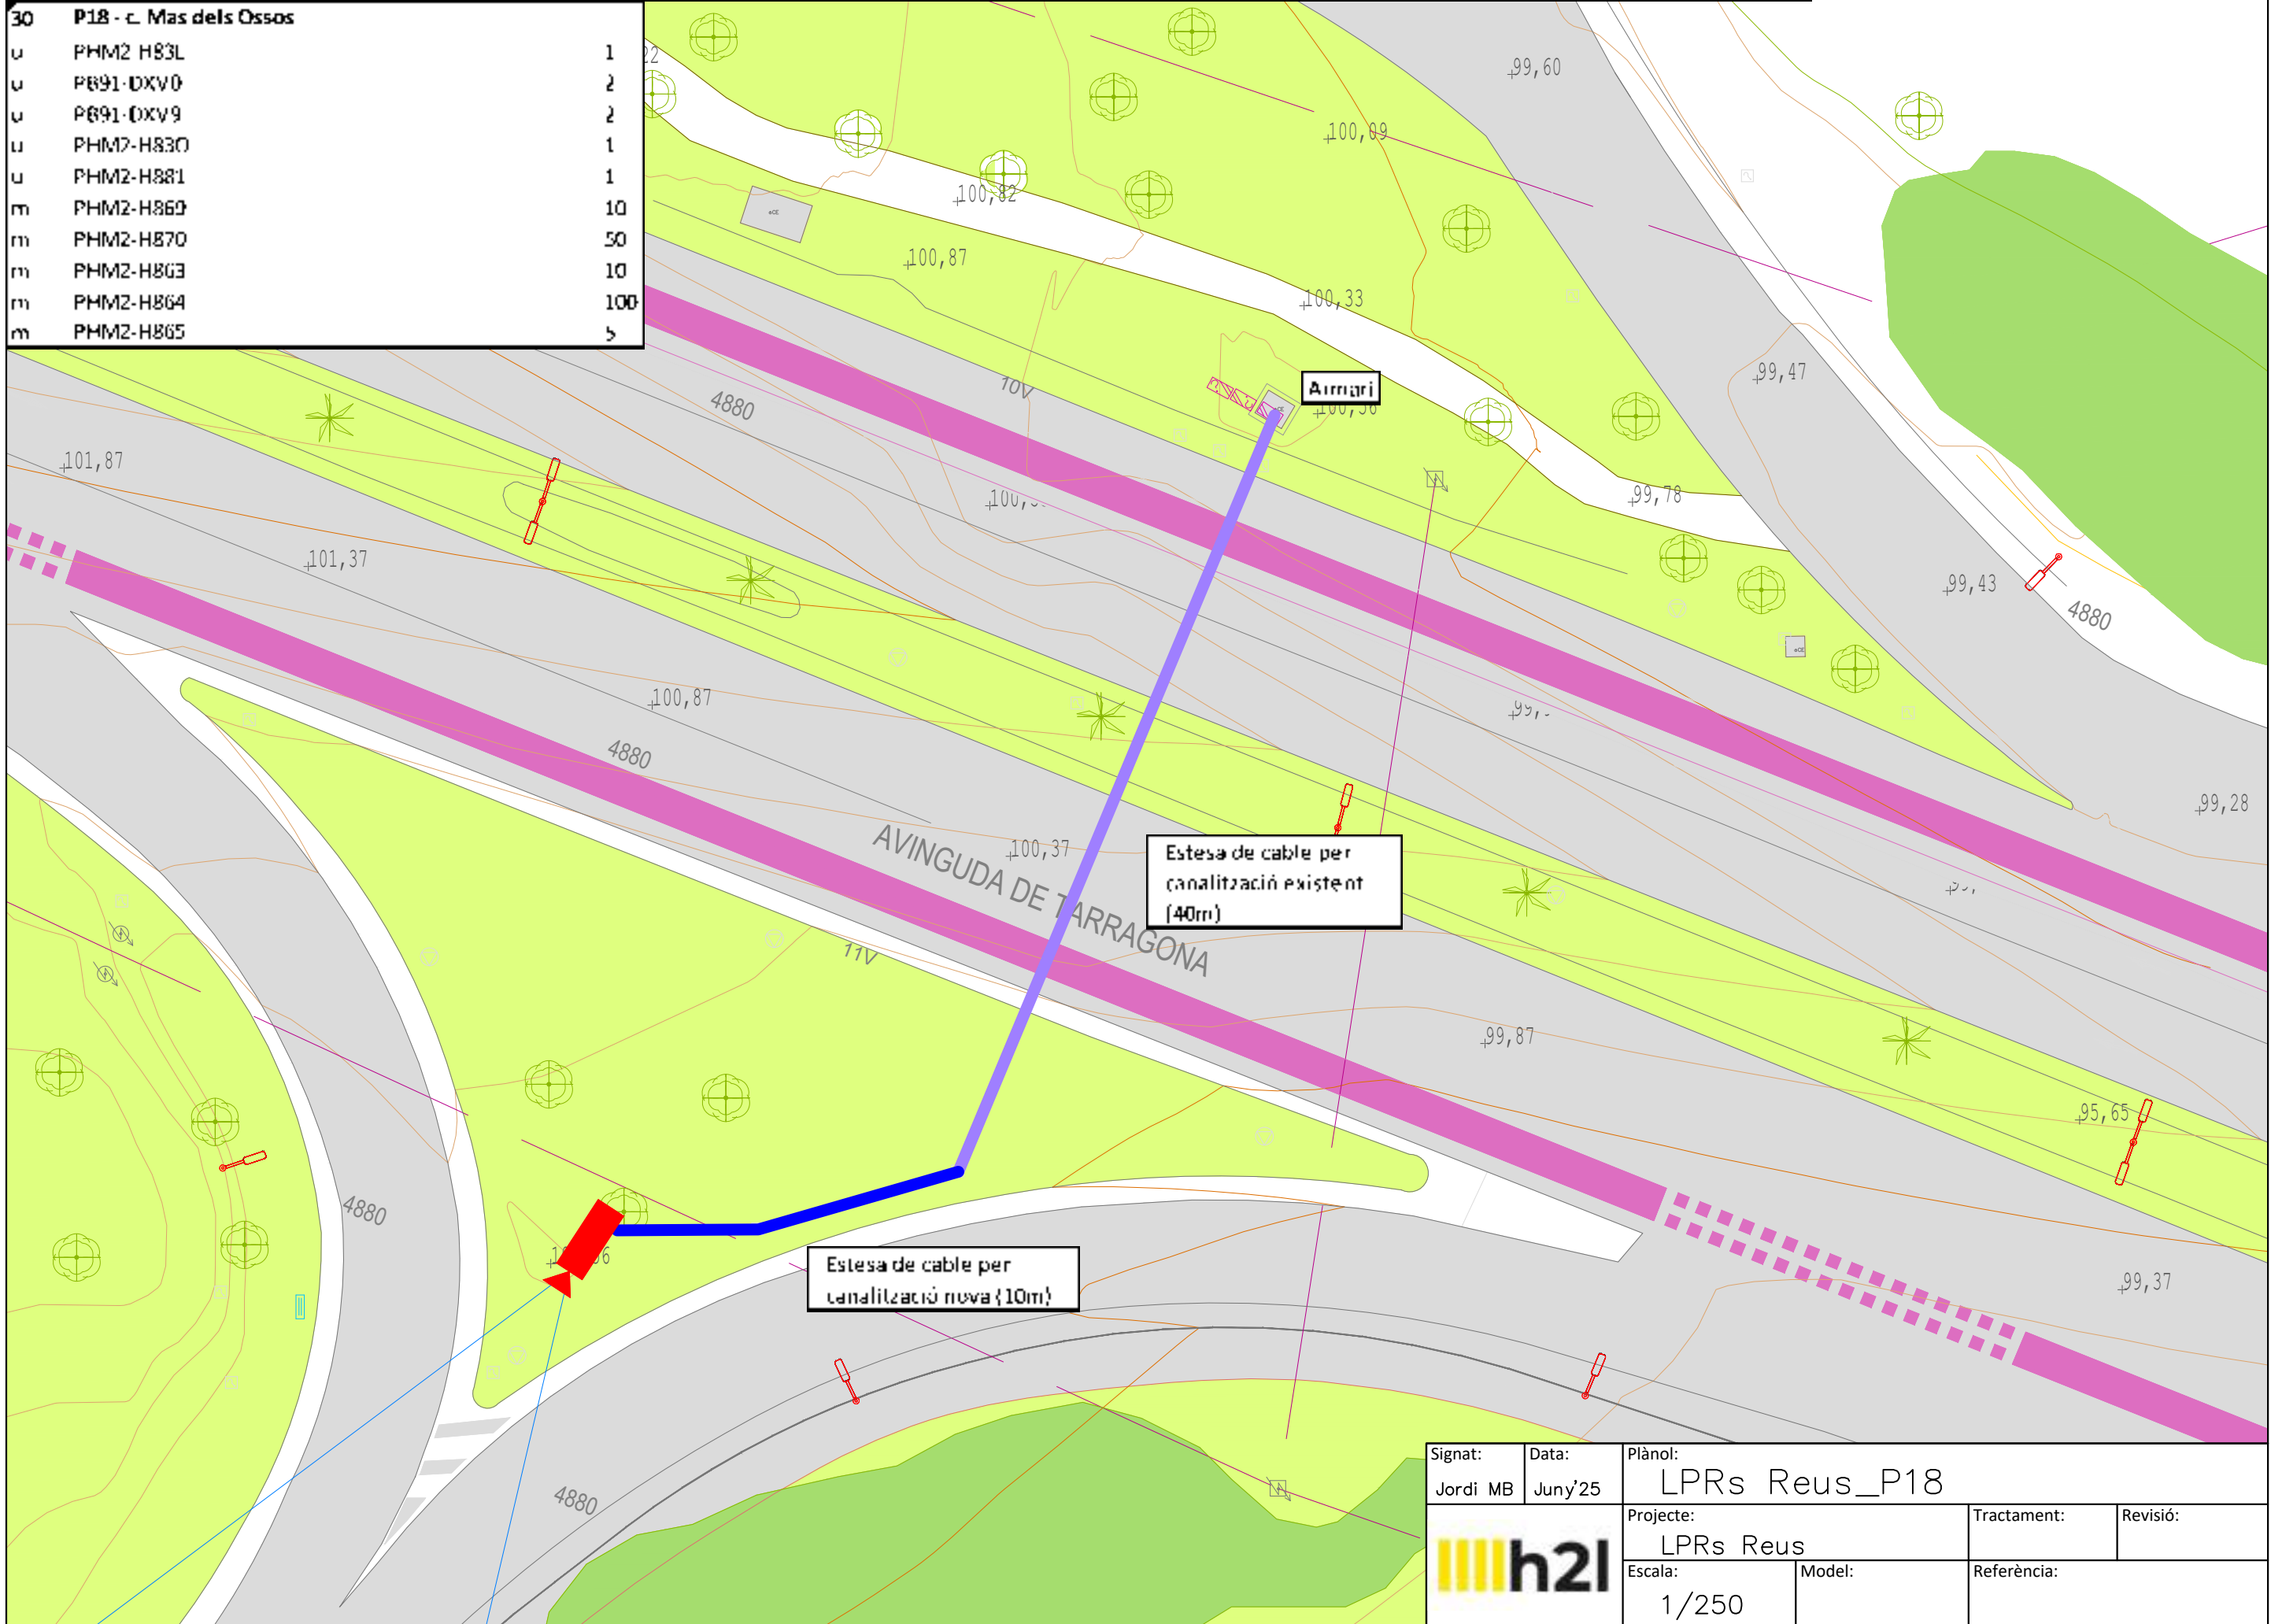 30 P18 - c. Mas dels Ossos
u PHM2-H83L 1
u PB91-DXV0 2
u PB91-DXV9 2
u PHM2-H83O 1
u PHM2-H881 1
m PHM2-H869 10
m PHM2-H870 50
m PHM2-H863 10
m PHM2-H864 100
m PHM2-H865 5
22
99,60
100,09
100,82
100,87
100,33
Armari
100,36
99,47
10V
4880
101,87
99,78
101,37
99,43
4880
100,87
4880
99,28
100,37
AVINGUDA DE TARRAGONA
Estesa de cable per
canalització existent
(40m)
11V
99,87
95,65
4880
Estesa de cable per
canalització nova (10m)
99,37
4880
Signat:
Jordi MB
Data:
Juny'25
Plànol:
LPRs Reus_P18
h2l
Projecte:
LPRs Reus
Tractament:
Revisió:
Escala:
1/250
Model:
Referència: